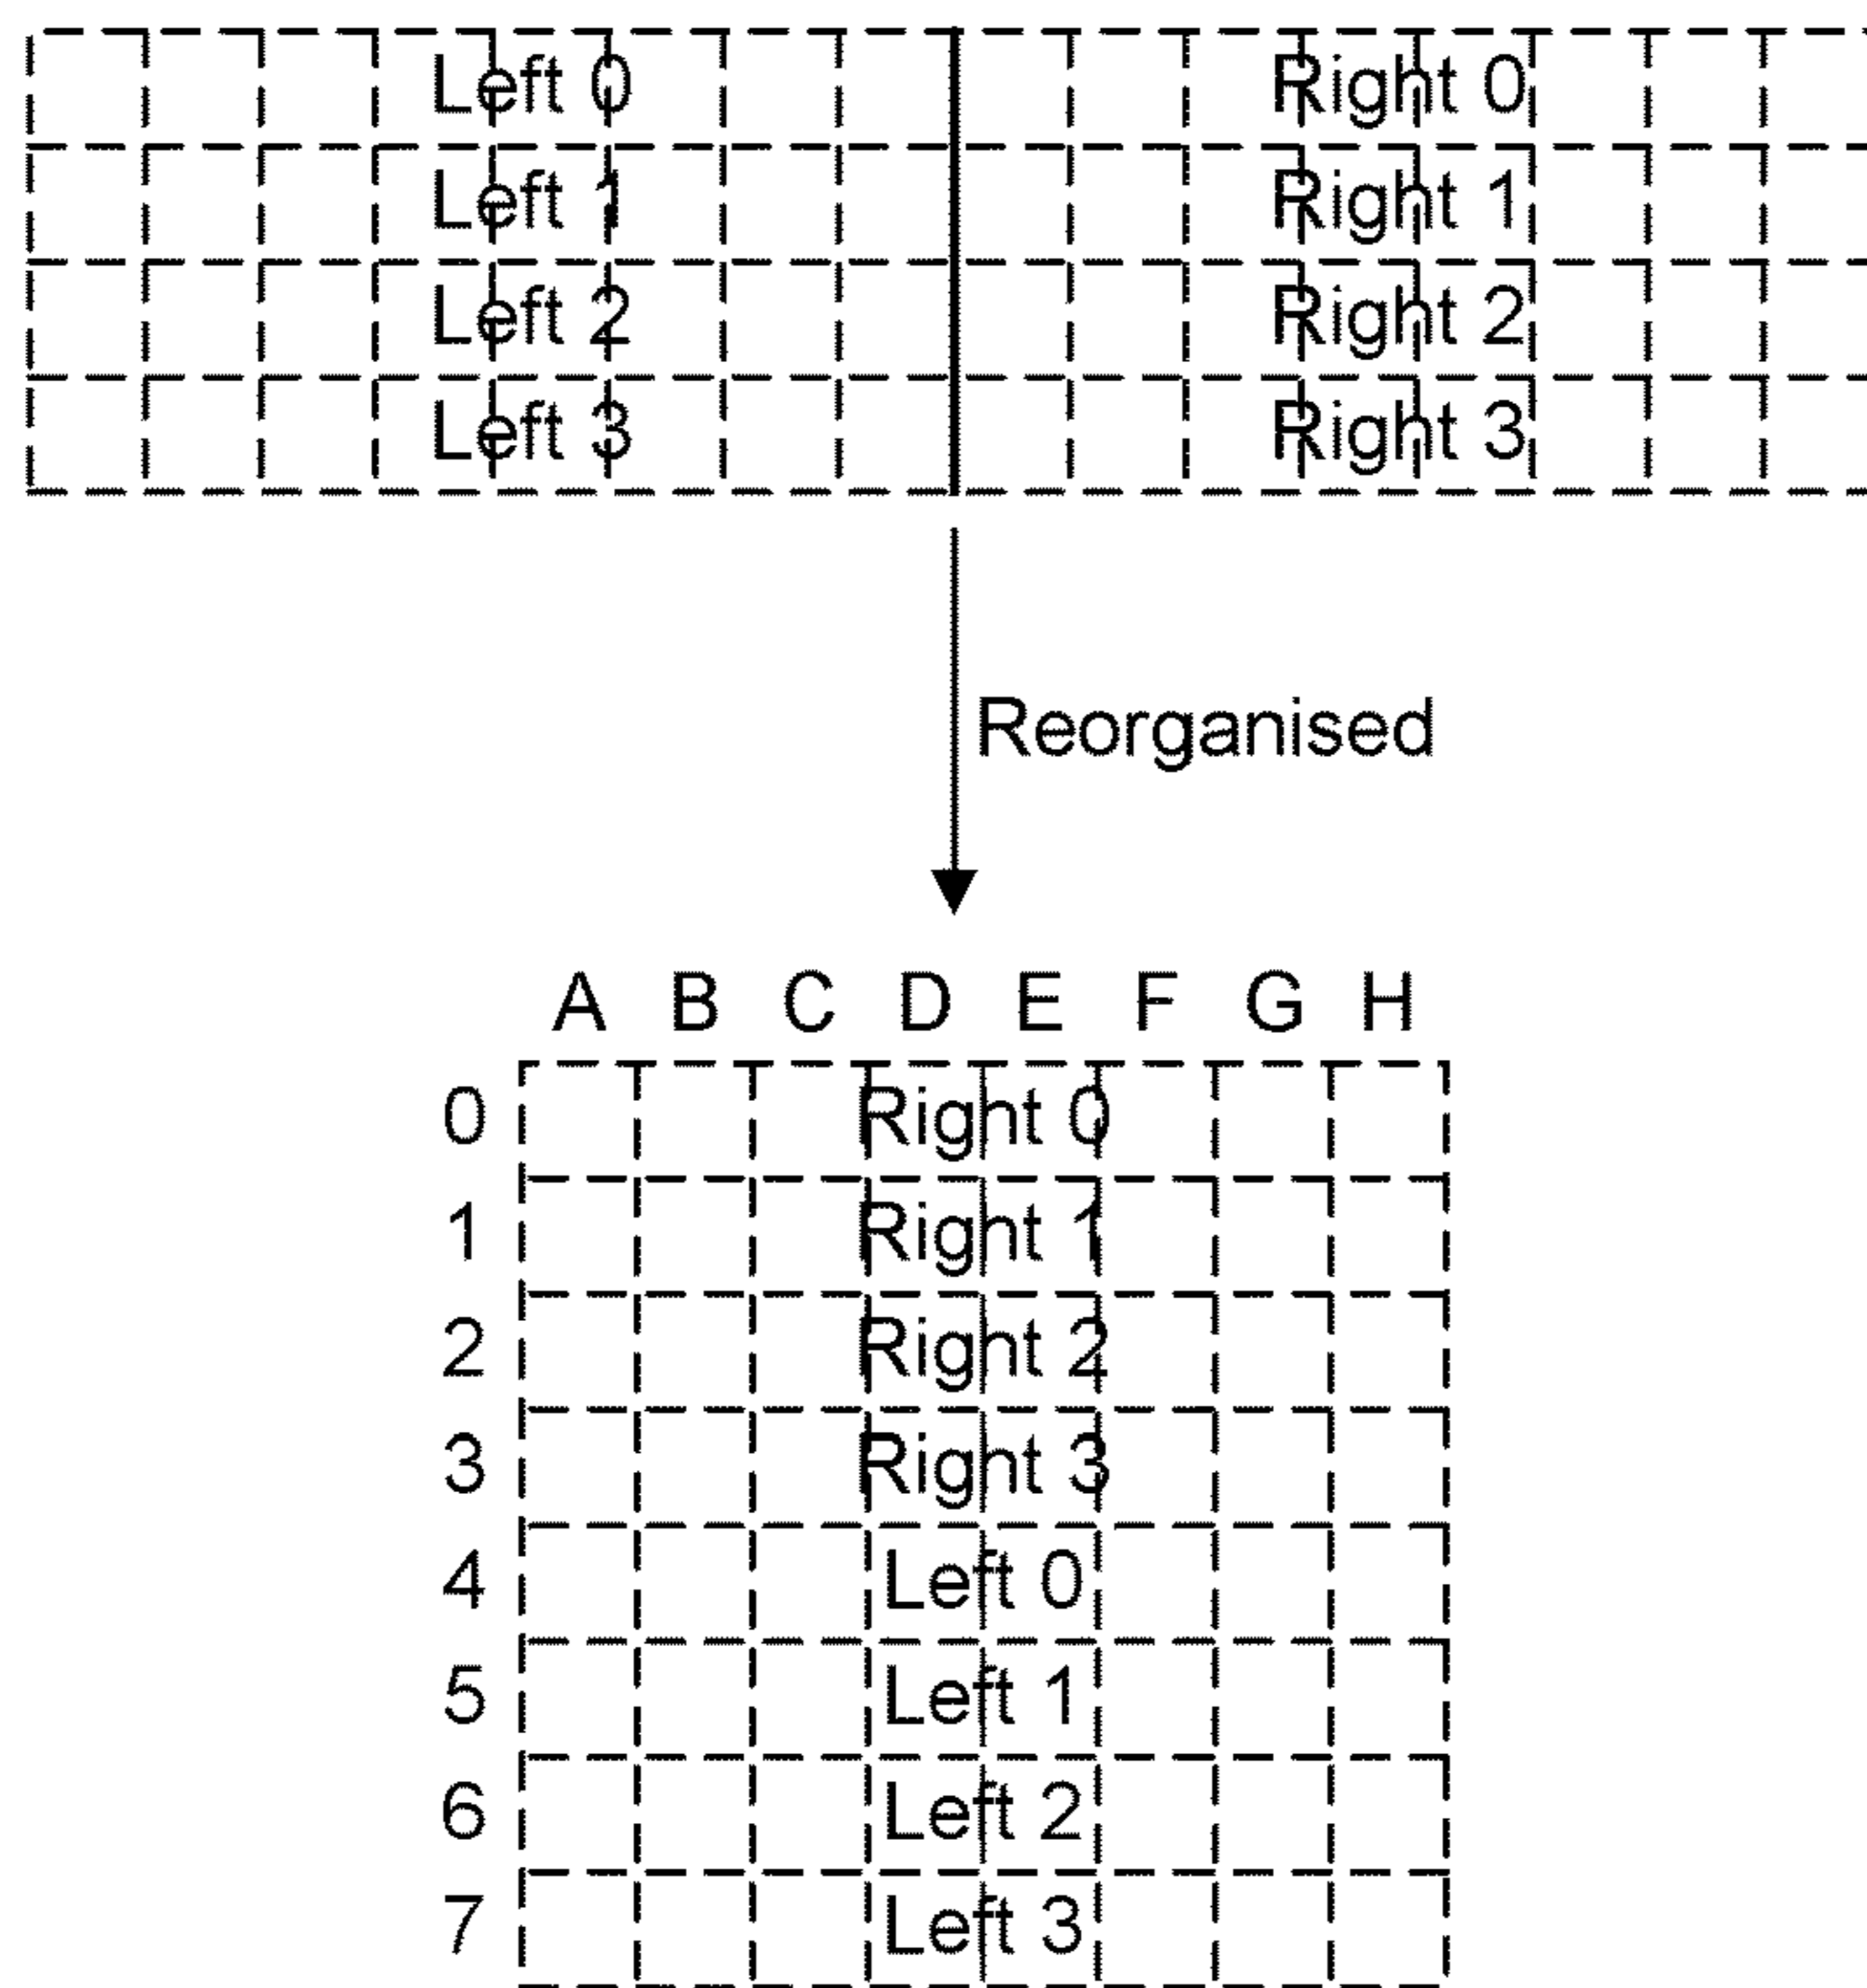 Left 0 Right 0
Left 1 Right 1
Left 2 Right 2
Left 3 Right 3
Reorganised
A B C D E F G H
0 Right 0
1 Right 1
2 Right 2
3 Right 3
4 Left 0
5 Left 1
6 Left 2
7 Left 3